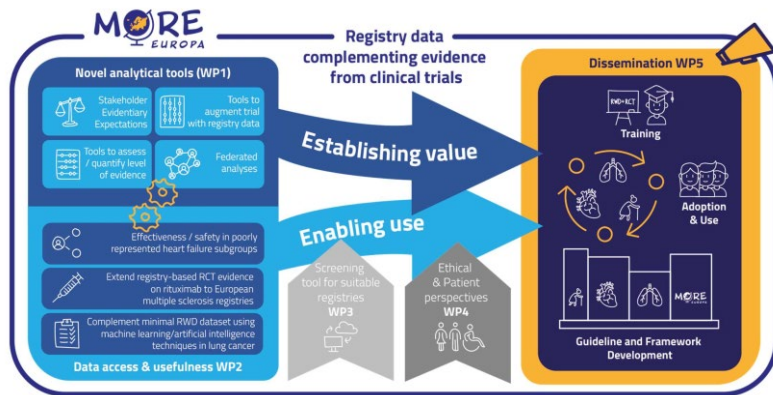 MORE
EUROPA
Registry data
complementing evidence
from clinical trials
Novel analytical tools (WP1)
Stakeholder
Evidentiary
Expectations
Tools to
augment trial
with registry data
Tools to assess
/ quantify level
of evidence
Federated
analyses
Effectiveness / safety in poorly
represented heart failure subgroups
Extend registry-based RCT evidence
on rituximab to European
multiple sclerosis registries
Complement minimal RWD dataset using
machine learning/artificial intelligence
techniques in lung cancer
Data access & usefulness WP2
Establishing value
Enabling use
Screening
tool for suitable
registries
WP3
Ethical
& Patient
perspectives
WP4
Dissemination WP5
RWD+RCT
Training
Adoption
& Use
MORE
EUROPA
Guideline and Framework
Development